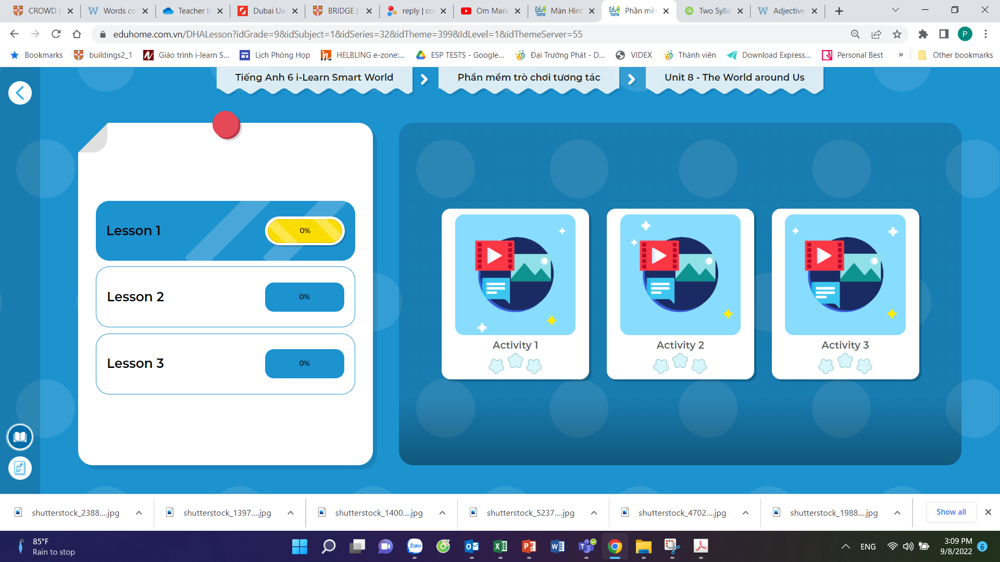 CROWD |
Words co
Teacher b
Dubai Ua
BRIDGE |
reply | co
Om Mani
Màn Hình
Phần mề
Two Sylla
Adjective
eduhome.com.vn/DHALesson?idGrade=9&idSubject=1&idSeries=32&idTheme=399&IdLevel=1&idThemeServer=55
P
Bookmarks
buildings2_1
Giáo trình i-learn S...
Lịch Phòng Họp
HELBLING e-zone:...
ESP TESTS - Google...
Đại Trường Phát - D...
VIDEX
Thành viên
Download Express...
Personal Best
»
Other bookmarks
Tiếng Anh 6 i-Learn Smart World
Phần mềm trò chơi tương tác
Unit 8 - The World around Us
Lesson 1
0%
Lesson 2
0%
Lesson 3
0%
Activity 1
Activity 2
Activity 3
shutterstock_2388....jpg
shutterstock_1397....jpg
shutterstock_1400....jpg
shutterstock_5237....jpg
shutterstock_4702....jpg
shutterstock_1988....jpg
Show all
85°F
Rain to stop
Zalo
ENG
3:09 PM
9/8/2022
6